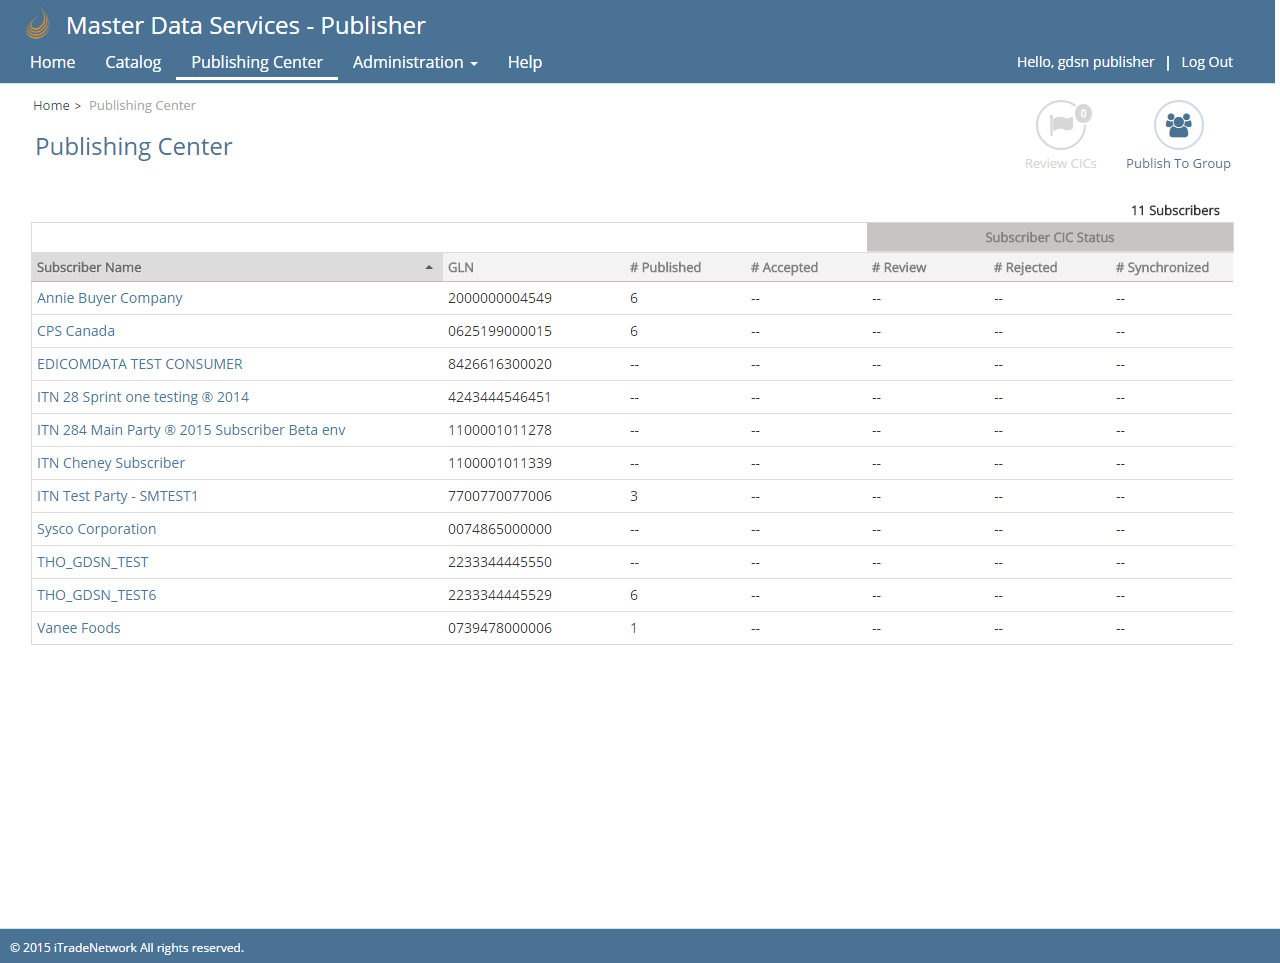 Master Data Services - Publisher
Home Catalog Publishing Center Administration Help Hello, gdsn publisher | Log Out
Home > Publishing Center
0
Publishing Center
Review CICs Publish To Group
11 Subscribers
Subscriber CIC Status
Subscriber Name GLN # Published # Accepted # Review # Rejected # Synchronized
Annie Buyer Company 2000000004549 6 -- -- -- --
CPS Canada 0625199000015 6 -- -- -- --
EDICOMDATA TEST CONSUMER 8426616300020 -- -- -- -- --
ITN 28 Sprint one testing ® 2014 4243444546451 -- -- -- -- --
ITN 284 Main Party ® 2015 Subscriber Beta env 1100001011278 -- -- -- -- --
ITN Cheney Subscriber 1100001011339 -- -- -- -- --
ITN Test Party - SMTEST1 7700770077006 3 -- -- -- --
Sysco Corporation 0074865000000 -- -- -- -- --
THO_GDSN_TEST 2233344445550 -- -- -- -- --
THO_GDSN_TEST6 2233344445529 6 -- -- -- --
Vanee Foods 0739478000006 1 -- -- -- --
© 2015 iTradeNetwork All rights reserved.